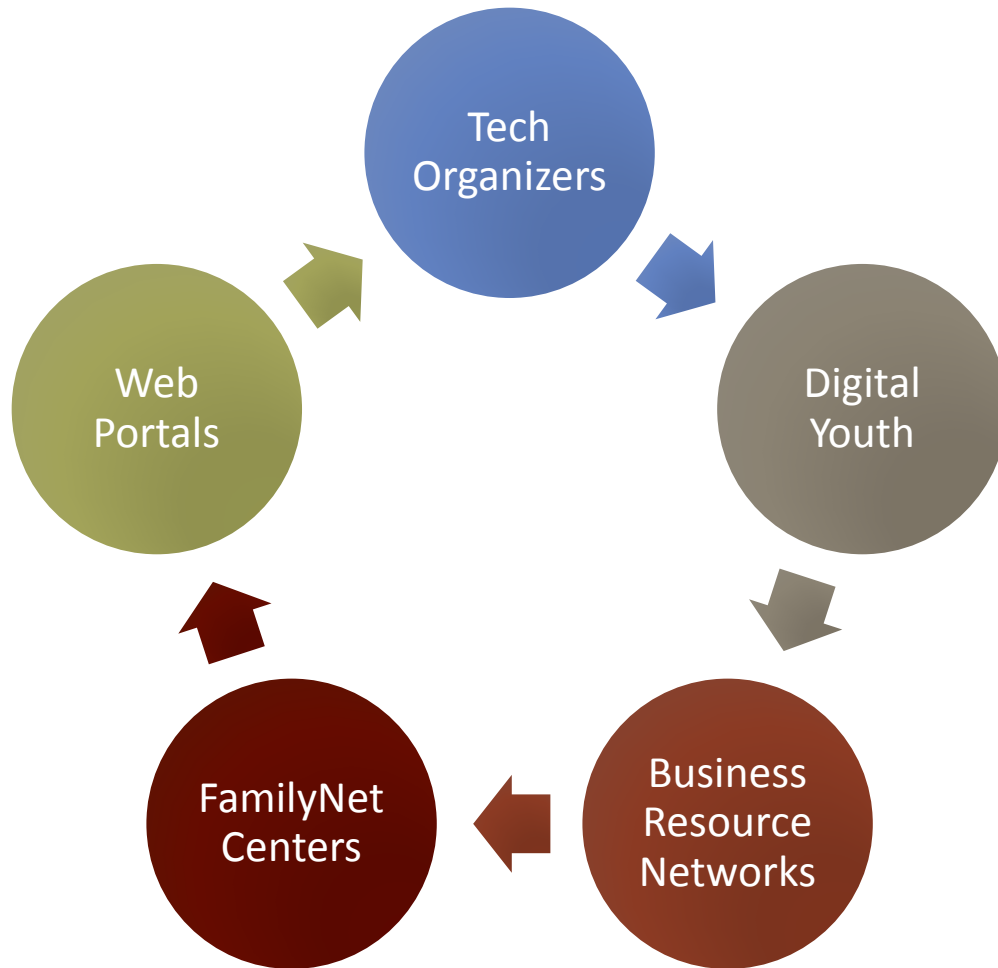 Tech
Organizers
Digital
Youth
Business
Resource
Networks
FamilyNet
Centers
Web
Portals